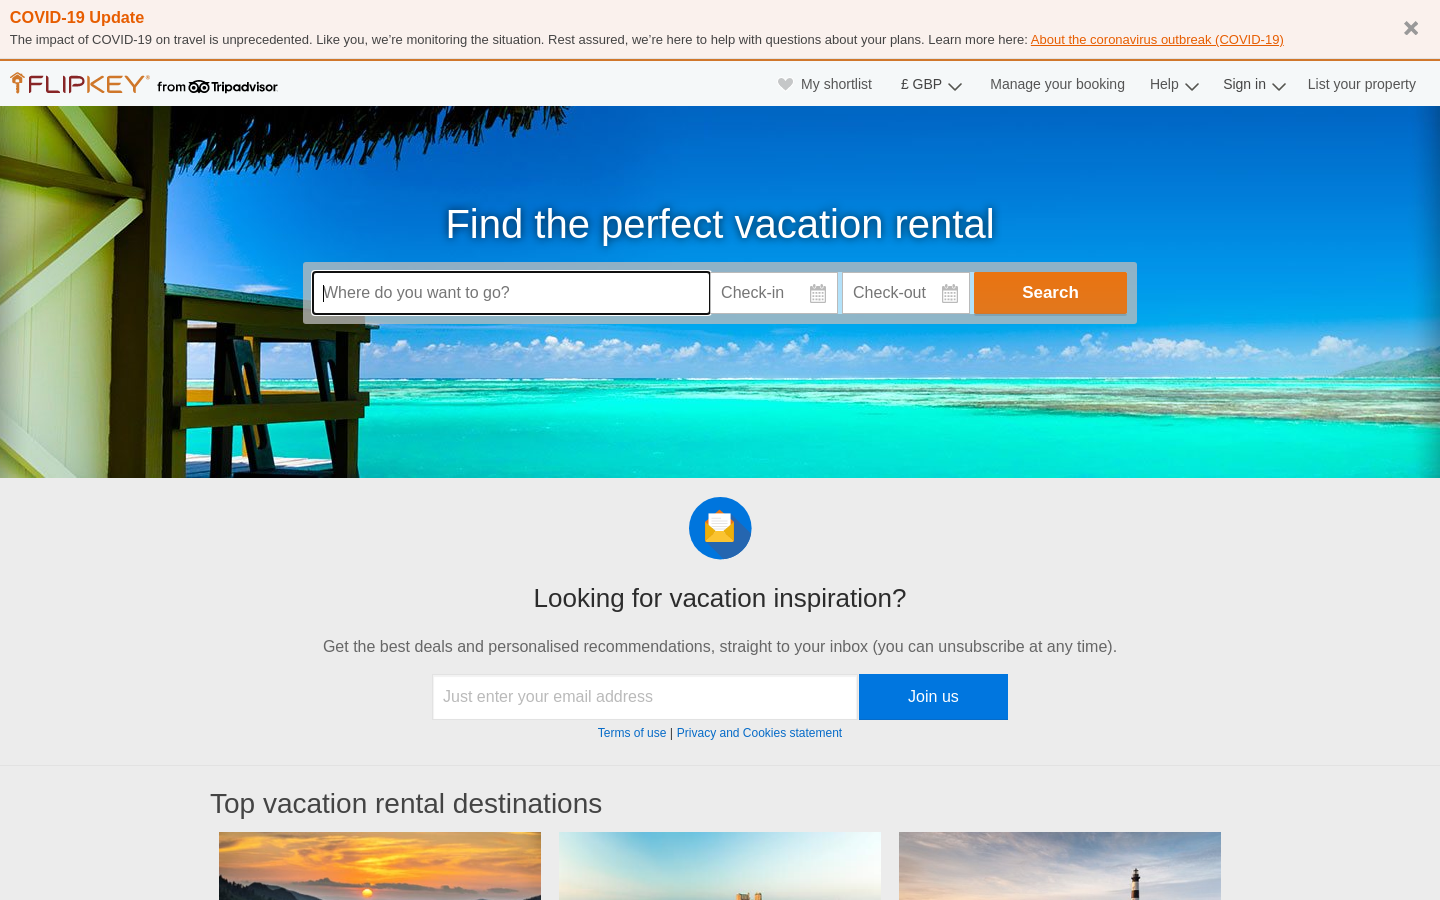 COVID-19 Update
The impact of COVID-19 on travel is unprecedented. Like you, we’re monitoring the situation. Rest assured, we’re here to help with questions about your plans. Learn more here: About the coronavirus outbreak (COVID-19)
FLIPKEY® from Tripadvisor
My shortlist £ GBP Manage your booking Help Sign in List your property
Find the perfect vacation rental
Where do you want to go? Check-in Check-out Search
Looking for vacation inspiration?
Get the best deals and personalised recommendations, straight to your inbox (you can unsubscribe at any time).
Just enter your email address Join us
Terms of use | Privacy and Cookies statement
Top vacation rental destinations